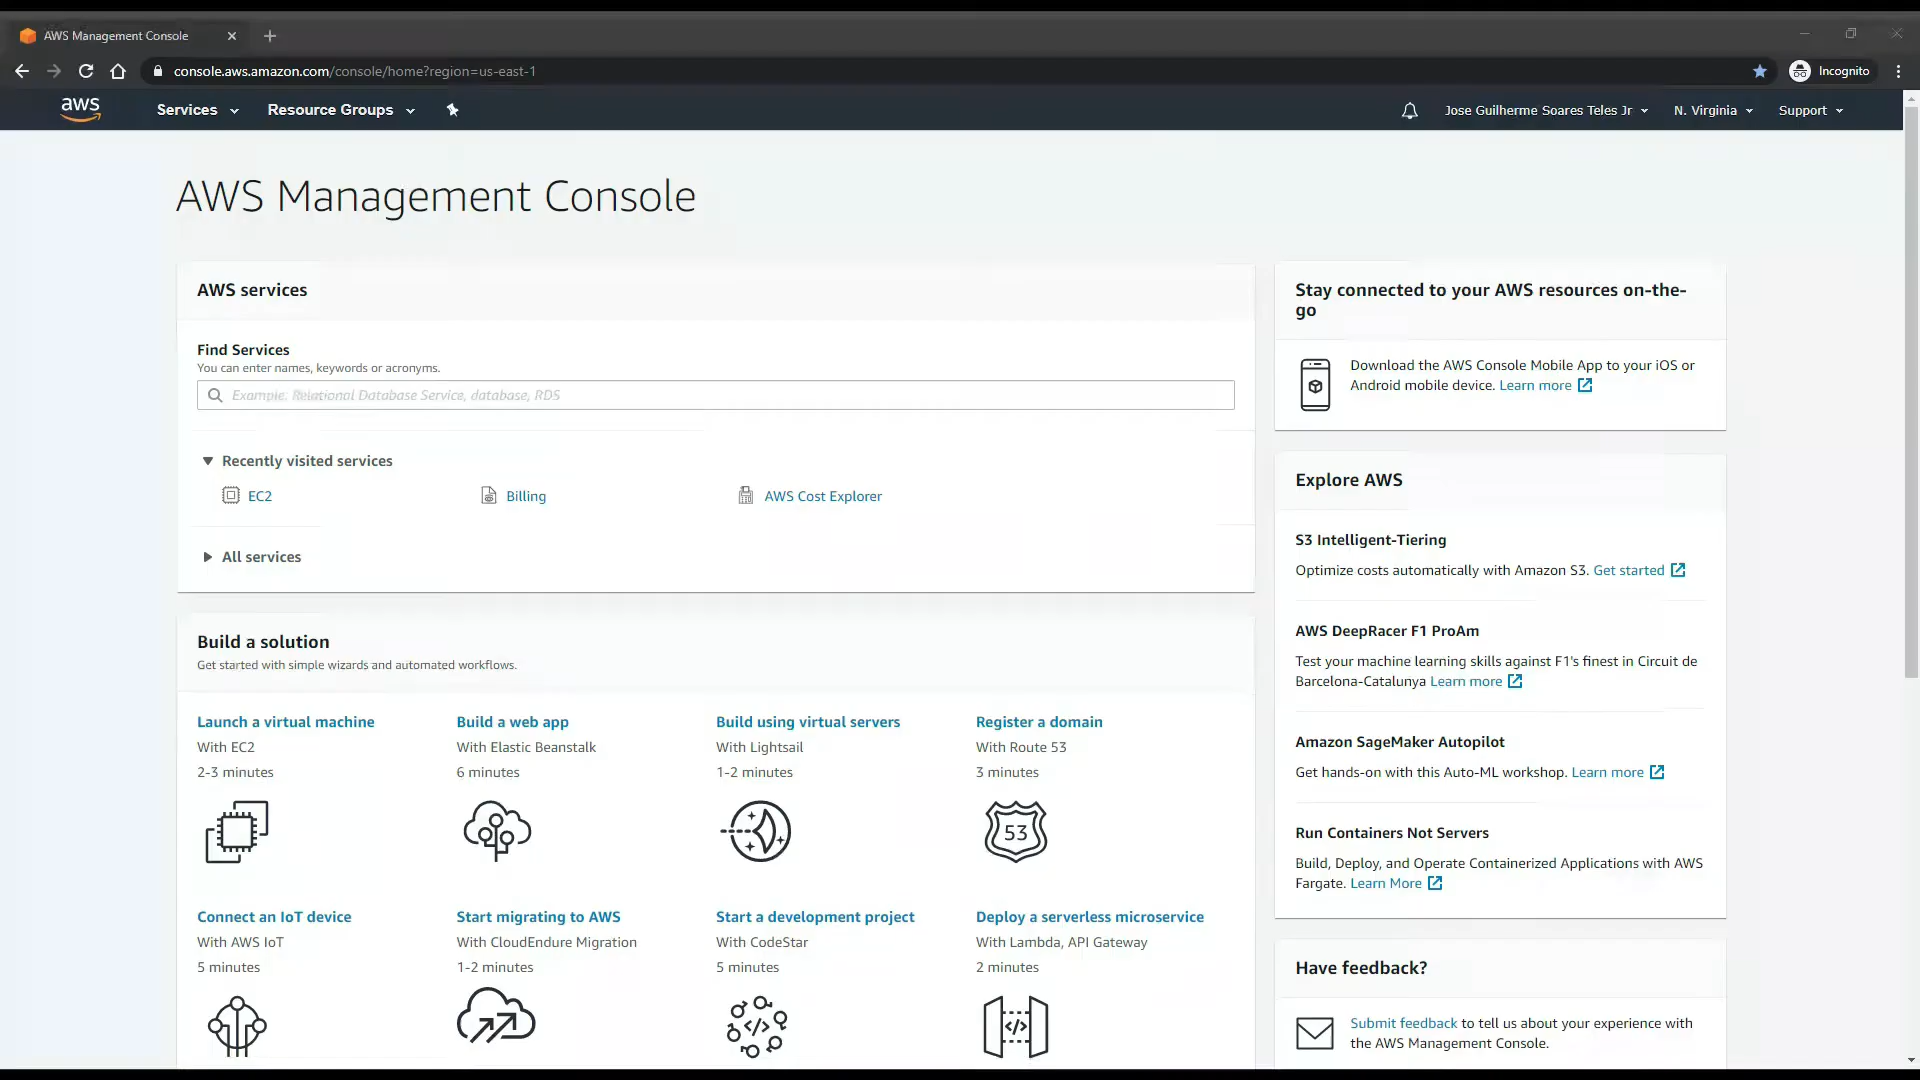 AWS Management Console
console.aws.amazon.com/console/home?region=us-east-1
Incognito
aws
Services
Resource Groups
Jose Guilherme Soares Teles Jr
N. Virginia
Support
AWS Management Console
AWS services
Find Services
You can enter names, keywords or acronyms.
Example: Relational Database Service, database, RDS
Recently visited services
EC2
Billing
AWS Cost Explorer
All services
Build a solution
Get started with simple wizards and automated workflows.
Launch a virtual machine
With EC2
2-3 minutes
Build a web app
With Elastic Beanstalk
6 minutes
Build using virtual servers
With Lightsail
1-2 minutes
Register a domain
With Route 53
3 minutes
53
Connect an IoT device
With AWS IoT
5 minutes
Start migrating to AWS
With CloudEndure Migration
1-2 minutes
Start a development project
With CodeStar
5 minutes
Deploy a serverless microservice
With Lambda, API Gateway
2 minutes
Stay connected to your AWS resources on-the-
go
Download the AWS Console Mobile App to your iOS or
Android mobile device. Learn more
Explore AWS
S3 Intelligent-Tiering
Optimize costs automatically with Amazon S3. Get started
AWS DeepRacer F1 ProAm
Test your machine learning skills against F1's finest in Circuit de
Barcelona-Catalunya Learn more
Amazon SageMaker Autopilot
Get hands-on with this Auto-ML workshop. Learn more
Run Containers Not Servers
Build, Deploy, and Operate Containerized Applications with AWS
Fargate. Learn More
Have feedback?
Submit feedback to tell us about your experience with
the AWS Management Console.